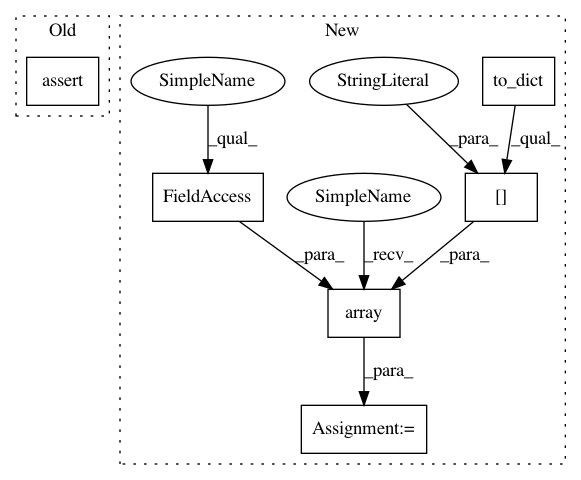 Old
New
assert
SimpleName
StringLiteral
to_dict
_qual_
_para_
_qual_
FieldAccess
SimpleName
[]
_para_
_recv_
_para_
array
_para_
Assignment:=